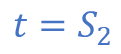 t = S₂